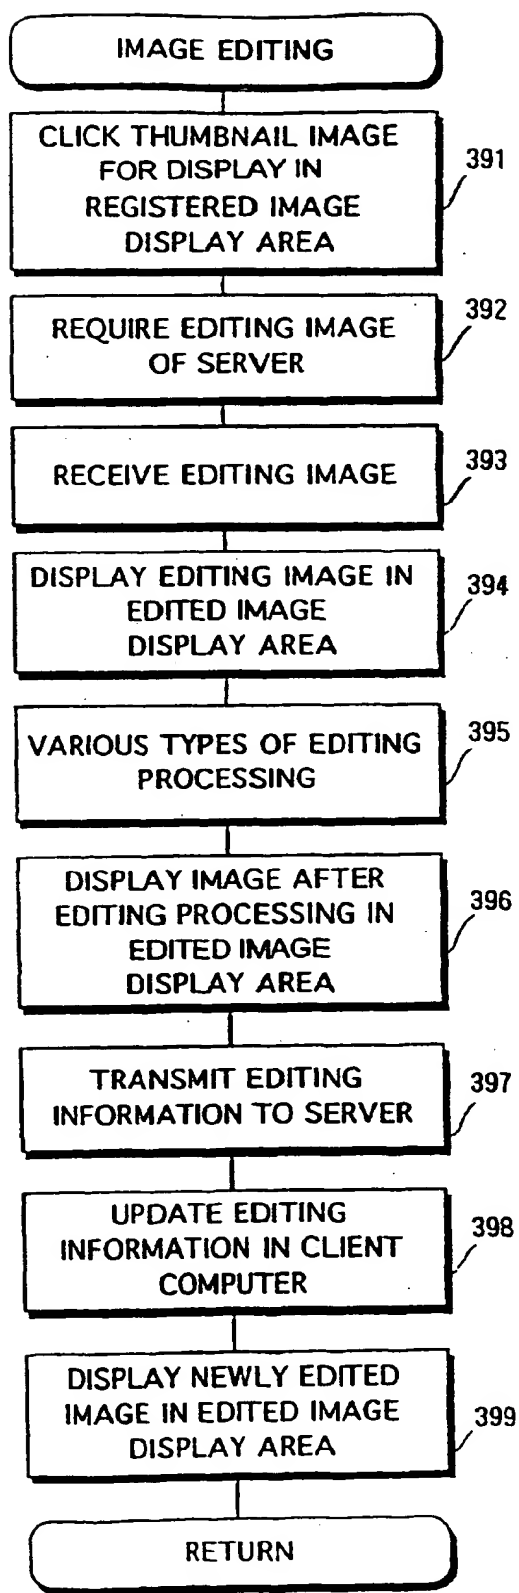 IMAGE EDITING
CLICK THUMBNAIL IMAGE
FOR DISPLAY IN
REGISTERED IMAGE
DISPLAY AREA
391
REQUIRE EDITING IMAGE
OF SERVER
392
RECEIVE EDITING IMAGE
393
DISPLAY EDITING IMAGE IN
EDITED IMAGE
DISPLAY AREA
394
VARIOUS TYPES OF EDITING
PROCESSING
395
DISPLAY IMAGE AFTER
EDITING PROCESSING IN
EDITED IMAGE
DISPLAY AREA
396
TRANSMIT EDITING
INFORMATION TO SERVER
397
UPDATE EDITING
INFORMATION IN CLIENT
COMPUTER
398
DISPLAY NEWLY EDITED
IMAGE IN EDITED IMAGE
DISPLAY AREA
399
RETURN